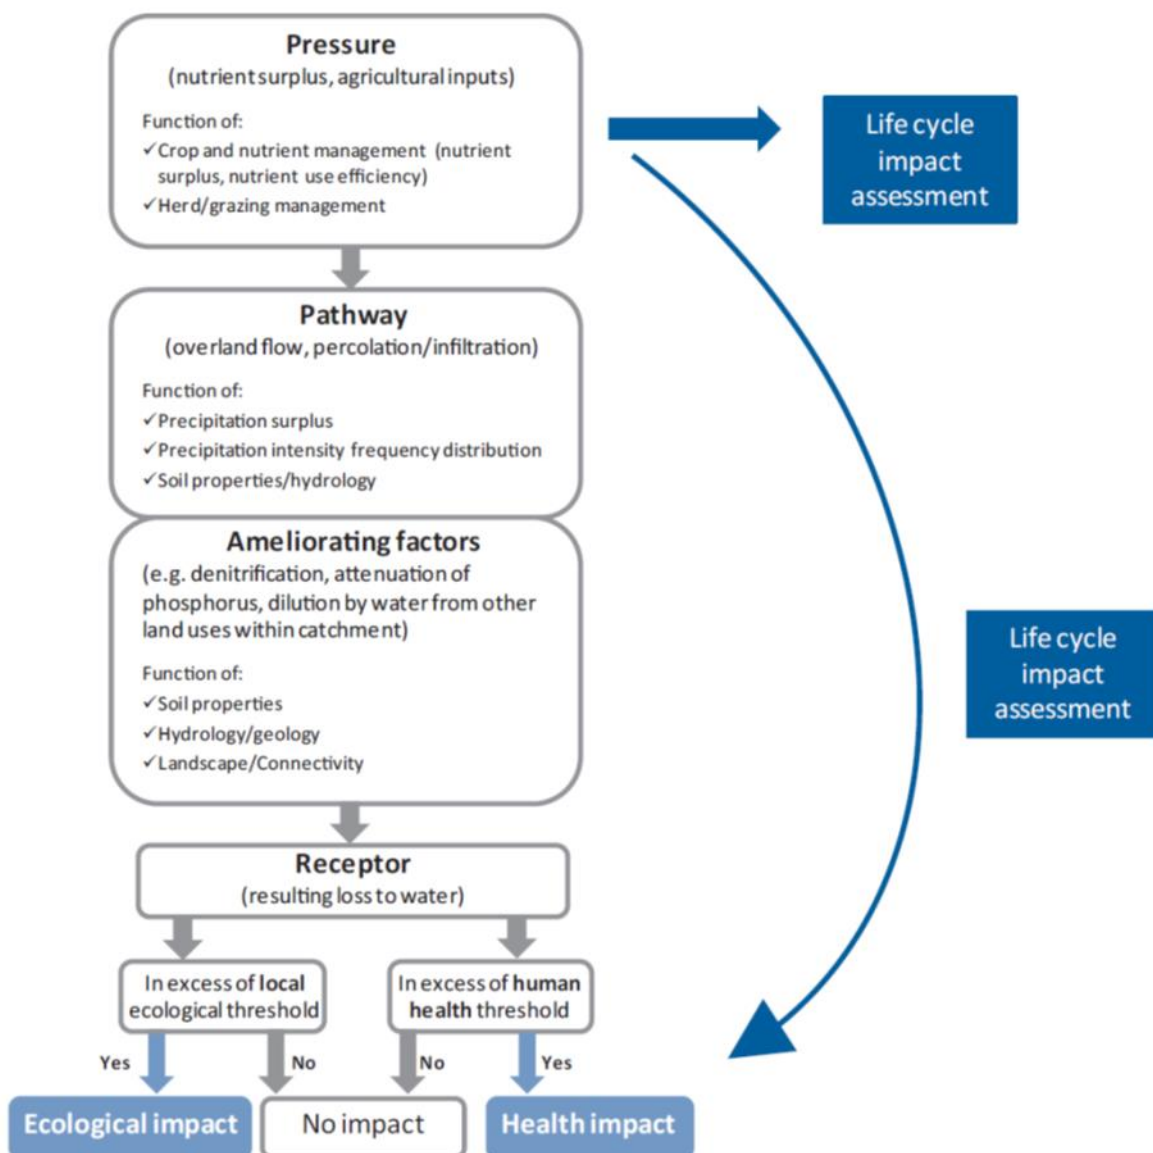 Pressure
(nutrient surplus, agricultural inputs)
Function of:
✓Crop and nutrient management (nutrient
surplus, nutrient use efficiency)
✓Herd/grazing management
Life cycle
impact
assessment
Pathway
(overland flow, percolation/infiltration)
Function of:
✓Precipitation surplus
✓Precipitation intensity frequency distribution
✓Soil properties/hydrology
Ameliorating factors
(e.g. denitrification, attenuation of
phosphorus, dilution by water from other
land uses within catchment)
Function of:
✓Soil properties
✓Hydrology/geology
✓Landscape/Connectivity
Life cycle
impact
assessment
Receptor
(resulting loss to water)
In excess of local
ecological threshold
In excess of human
health threshold
Yes
No
No
Yes
Ecological impact
No impact
Health impact